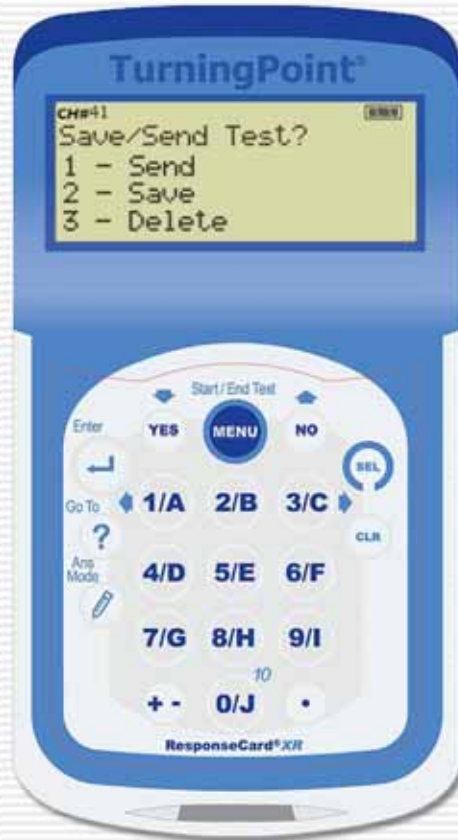 TurningPoint®
CH#41
Save/Send Test?
1 - Send
2 - Save
3 - Delete
Start/End Test
Enter
YES
MENU
NO
SEL
Go To
1/A 2/B 3/C
?
CLR
Ans
Mode
4/D 5/E 6/F
7/G 8/H 9/I
10
+ - 0/J •
ResponseCard® XR